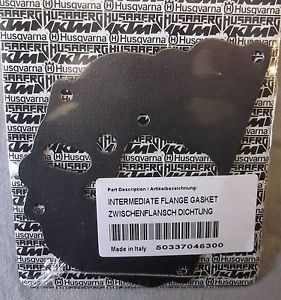 Husqvarna KTM HUSABERG
Part Description / Artikelbezeichnung:
INTERMEDIATE FLANGE GASKET
ZWISCHENFLANSCH DICHTUNG
Made in Italy 50337046300